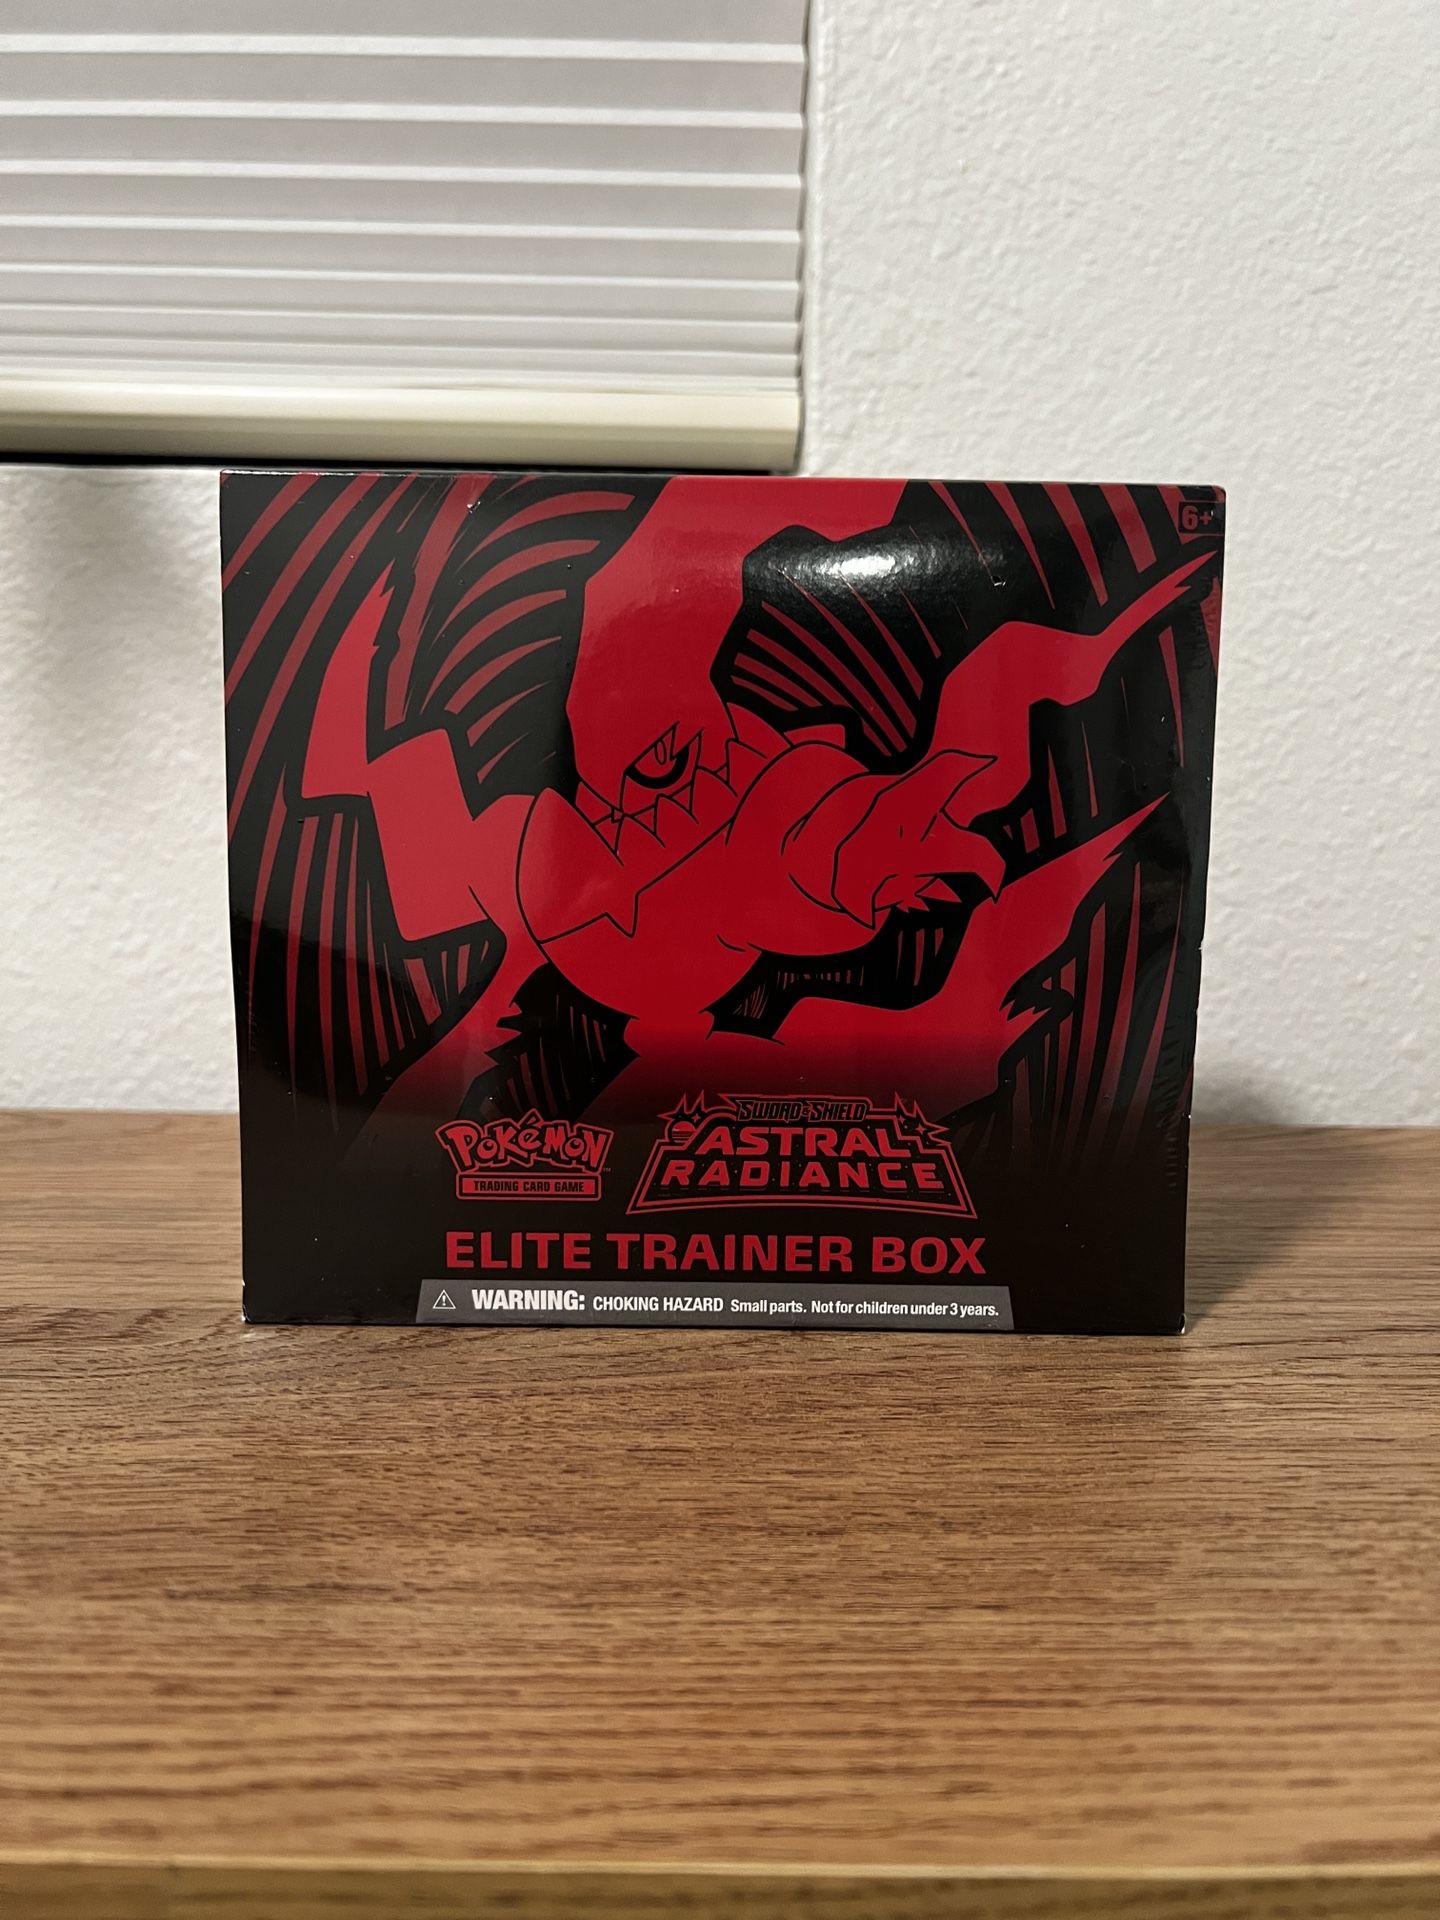 6+
SWORD & SHIELD
POKéMON™
ASTRAL
RADIANCE
TRADING CARD GAME
ELITE TRAINER BOX
WARNING: CHOKING HAZARD Small parts. Not for children under 3 years.